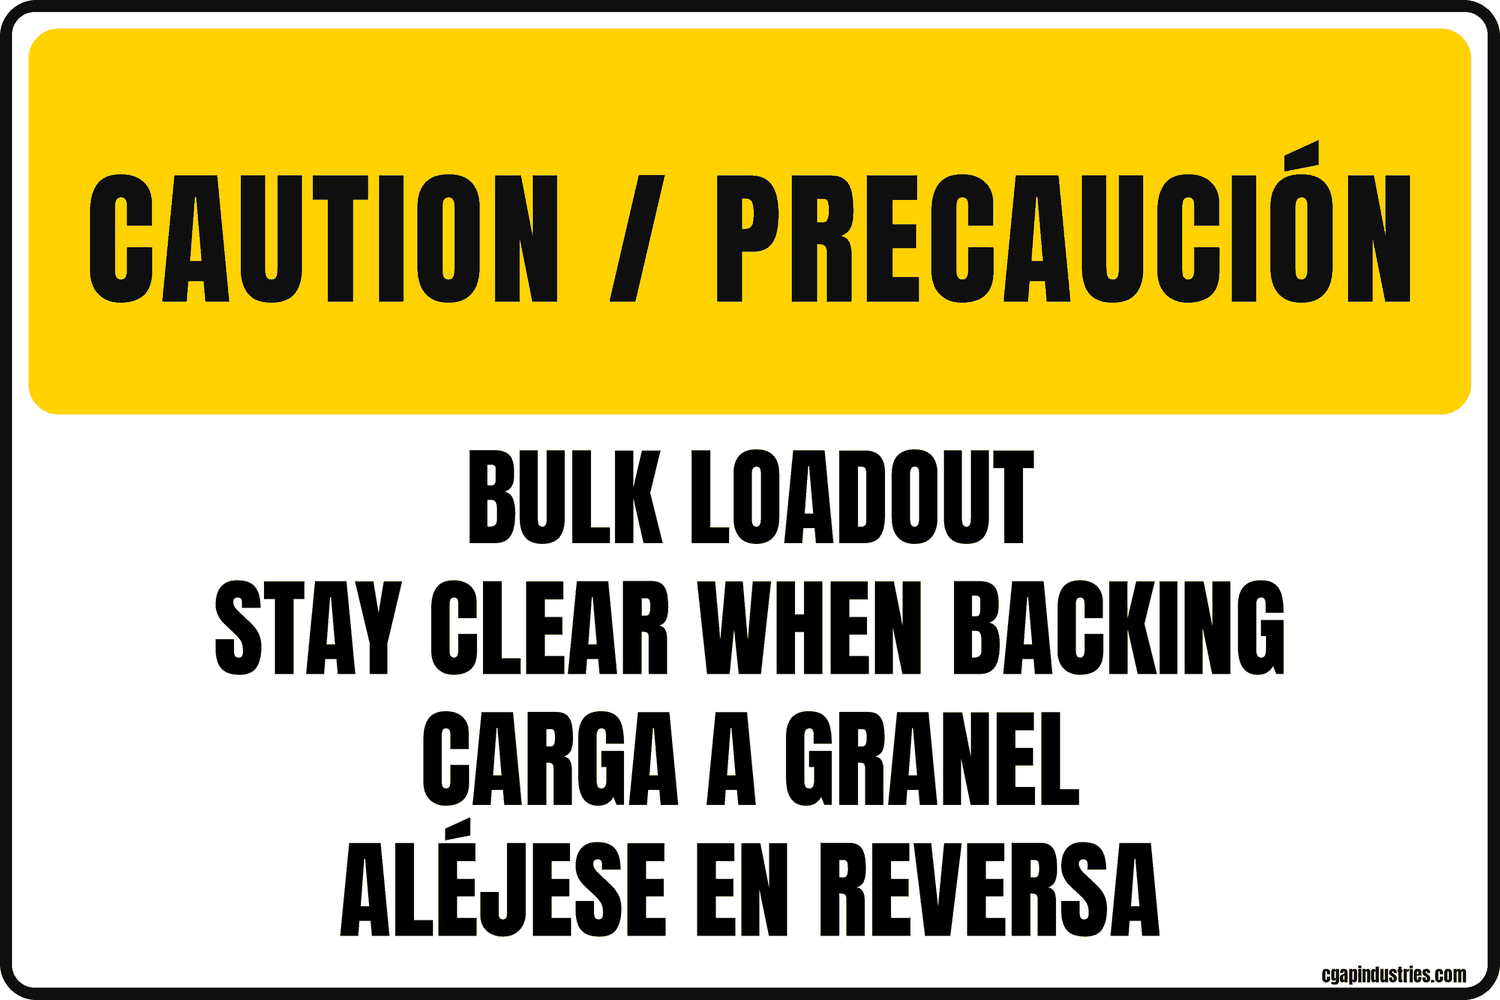 CAUTION / PRECAUCIÓN
BULK LOADOUT
STAY CLEAR WHEN BACKING
CARGA A GRANEL
ALÉJESE EN REVERSA
cgapindustries.com